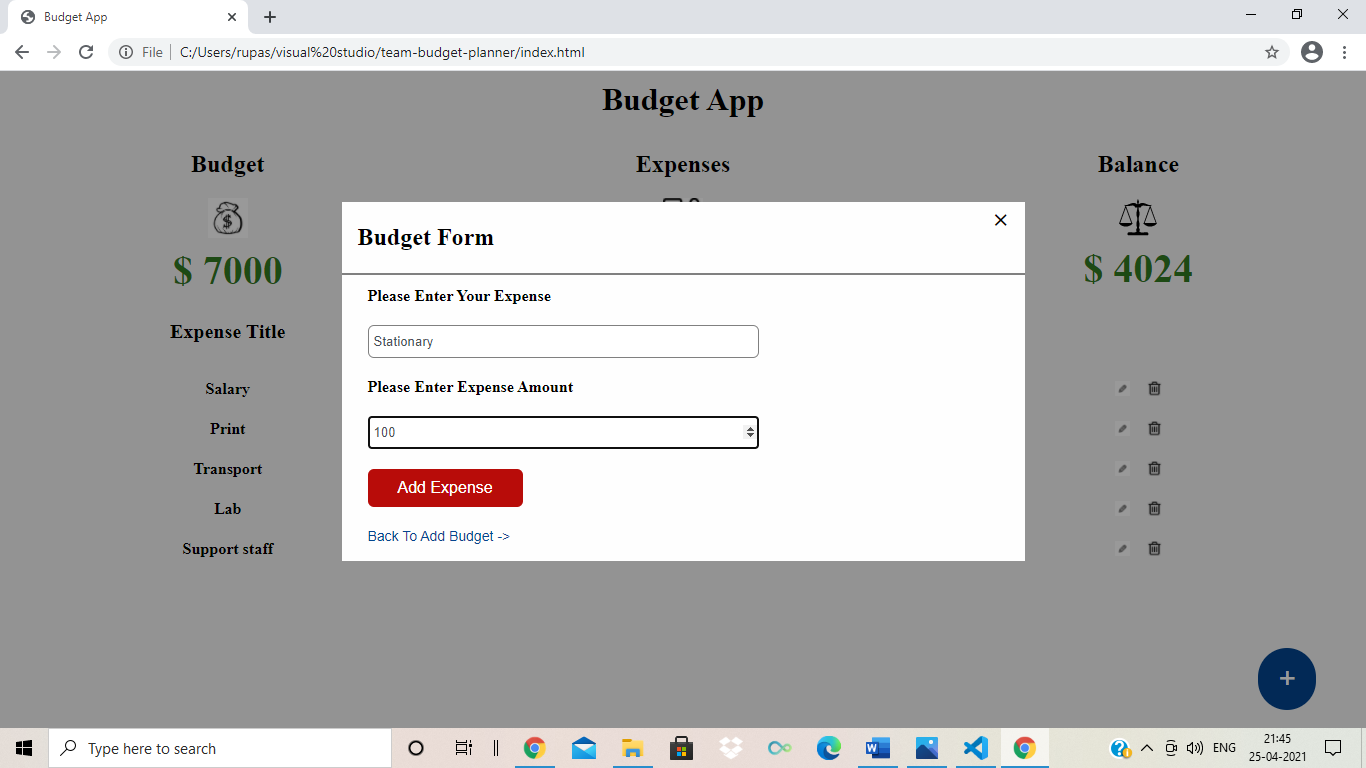 Budget App
File
C:/Users/rupas/visual%20studio/team-budget-planner/index.html
Budget App
Budget
Expenses
Balance
$ 7000
$ 4024
Budget Form
Please Enter Your Expense
Stationary
Please Enter Expense Amount
100
Add Expense
Back To Add Budget ->
Expense Title
Salary
Print
Transport
Lab
Support staff
+
Type here to search
ENG
21:45
25-04-2021